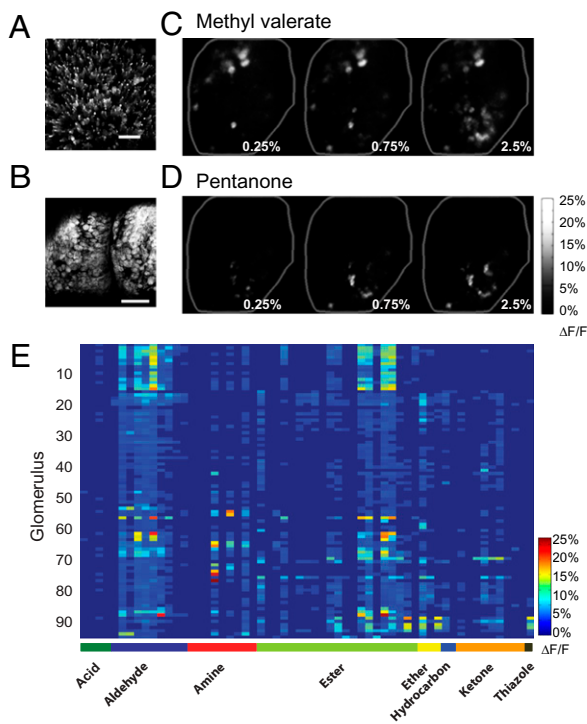 A
C Methyl valerate
0.25% 0.75% 2.5%
B
D Pentanone
0.25% 0.75% 2.5%
25%
20%
15%
10%
5%
0%
ΔF/F
E
Glomerulus
10
20
30
40
50
60
70
80
90
25%
20%
15%
10%
5%
0%
ΔF/F
Acid
Aldehyde
Amine
Ester
Ether
Hydrocarbon
Ketone
Thiazole